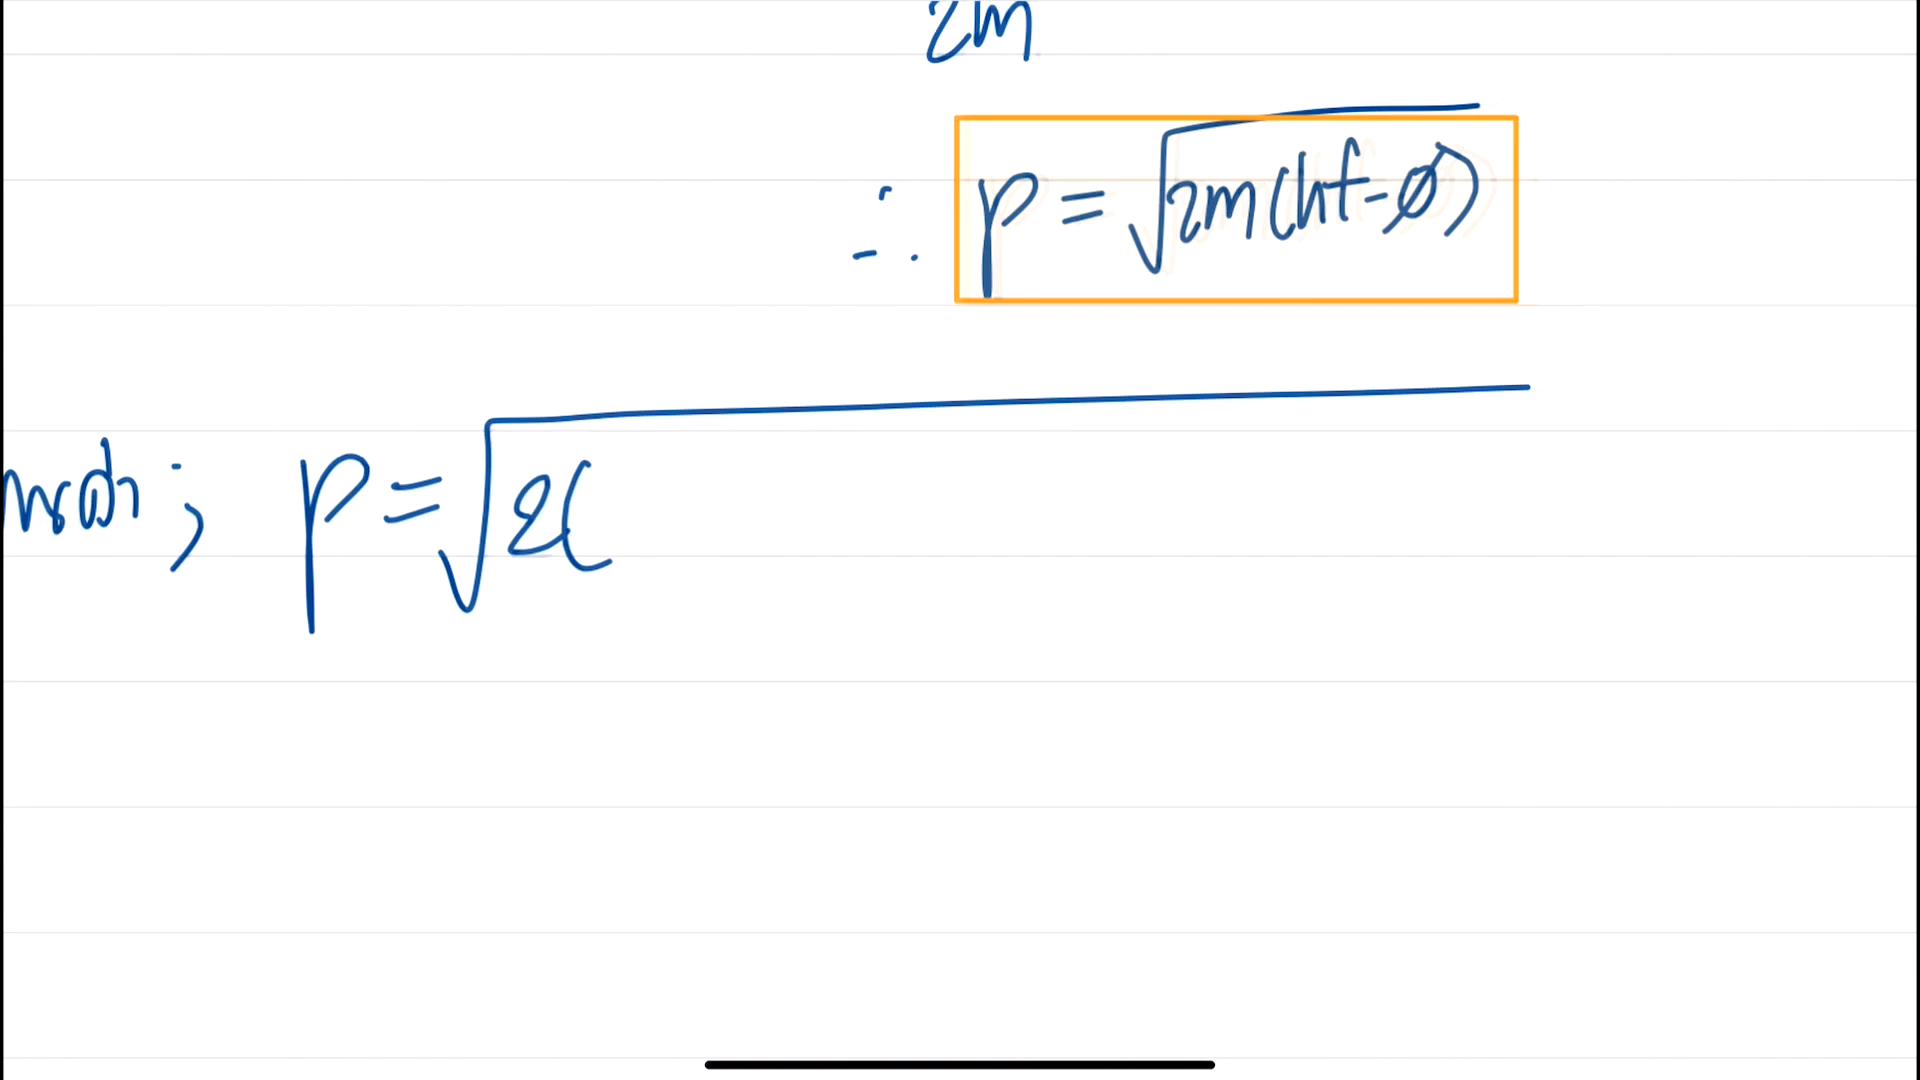 2m
∴ p = √2m(hf-ø)
; p = √2(